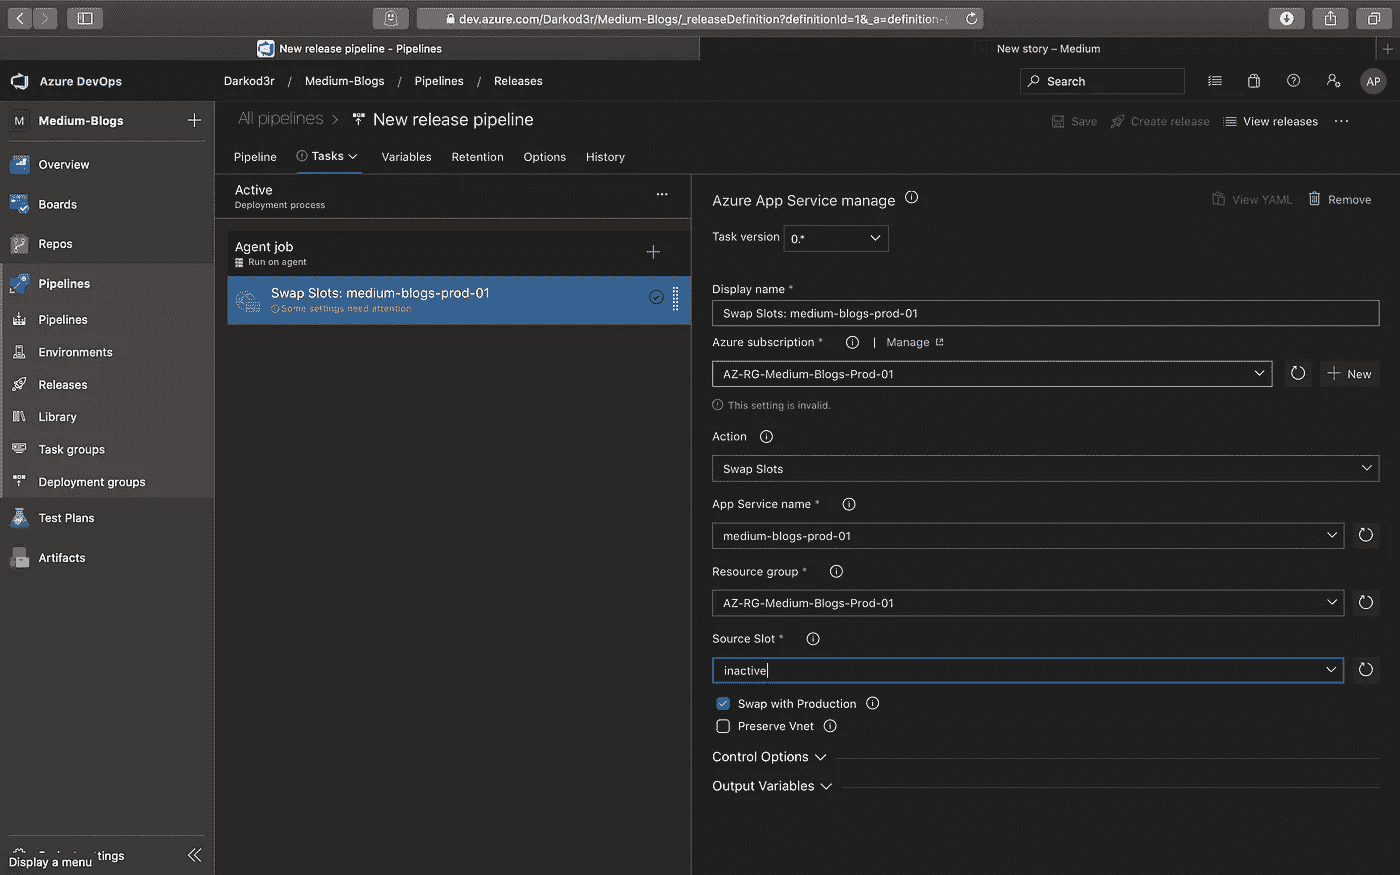 dev.azure.com/Darkod3r/Medium-Blogs/_releaseDefinition?definitionId=1&_a=definition-
New release pipeline - Pipelines
New story – Medium
Azure DevOps
Darkod3r / Medium-Blogs / Pipelines / Releases
Search
AP
M Medium-Blogs
All pipelines > New release pipeline
Save
Create release
View releases
Overview
Boards
Repos
Pipelines
Pipelines
Environments
Releases
Library
Task groups
Deployment groups
Test Plans
Artifacts
Display a menu
tings
Pipeline
Tasks
Variables
Retention
Options
History
Active
Deployment process
Agent job
Run on agent
Swap Slots: medium-blogs-prod-01
Some settings need attention
Azure App Service manage
View YAML
Remove
Task version 0.*
Display name *
Swap Slots: medium-blogs-prod-01
Azure subscription * | Manage
AZ-RG-Medium-Blogs-Prod-01
New
This setting is invalid.
Action
Swap Slots
App Service name *
medium-blogs-prod-01
Resource group *
AZ-RG-Medium-Blogs-Prod-01
Source Slot *
inactive
Swap with Production
Preserve Vnet
Control Options
Output Variables